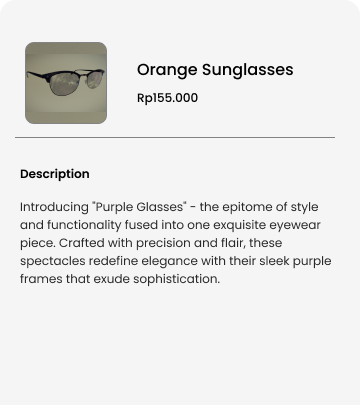 Orange Sunglasses
Rp155.000
Description
Introducing "Purple Glasses" - the epitome of style
and functionality fused into one exquisite eyewear
piece. Crafted with precision and flair, these
spectacles redefine elegance with their sleek purple
frames that exude sophistication.